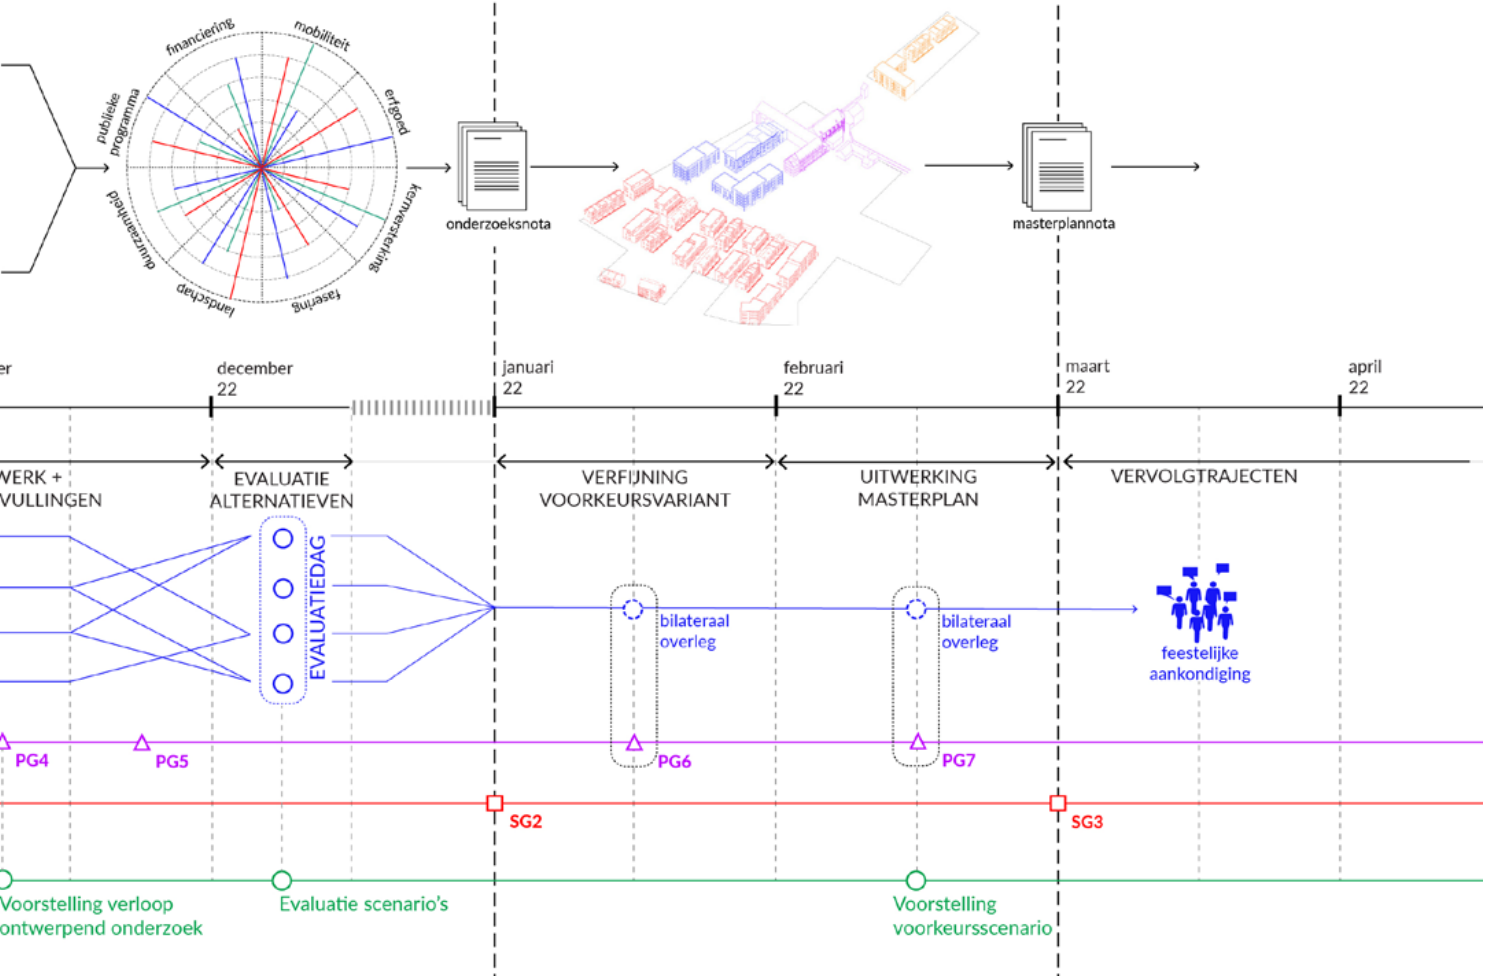 financiering
mobiliteit
publieke
programma
erfgoed
duurzaamheid
kernversterking
landschap
fasering
onderzoeksnota
masterplannota
er
december
22
januari
22
februari
22
maart
22
april
22
WERK +
VULLINGEN
EVALUATIE
ALTERNATIEVEN
VERFIJNING
VOORKEURSVARIANT
UITWERKING
MASTERPLAN
VERVOLGTRAJECTEN
EVALUATIEDAG
bilateraal
overleg
bilateraal
overleg
feestelijke
aankondiging
PG4
PG5
PG6
PG7
SG2
SG3
Voorstelling verloop
ontwerpend onderzoek
Evaluatie scenario's
Voorstelling
voorkeursscenario